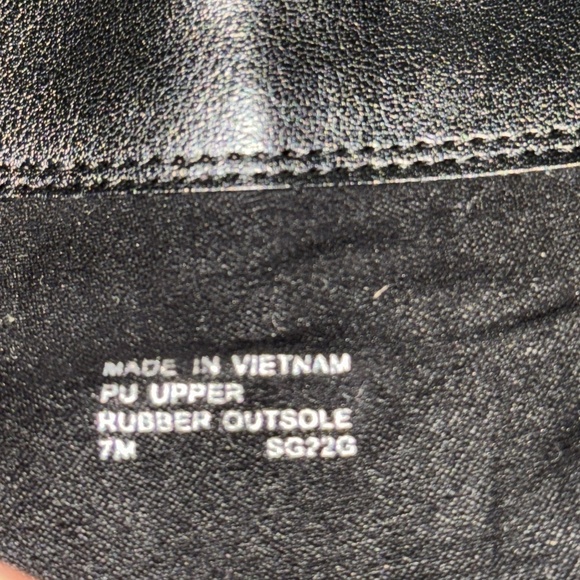 MADE IN VIETNAM
PU UPPER
RUBBER OUTSOLE
7M SG22G